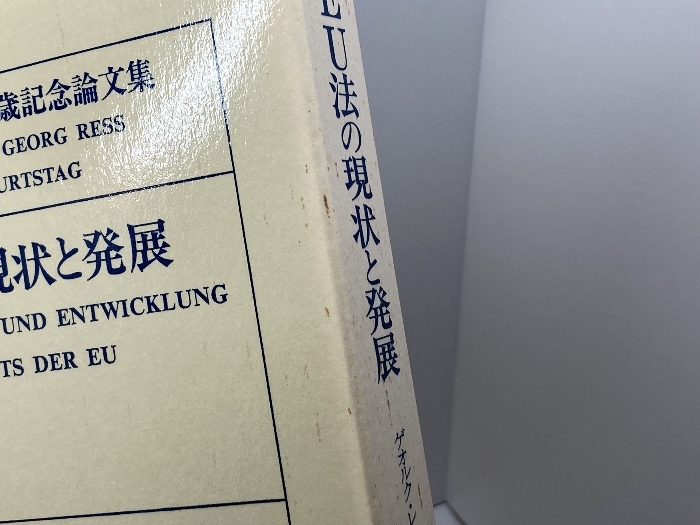 歳記念論文集
GEORG RESS
URTSTAG
現状と発展
UND ENTWICKLUNG
TS DER EU
EU法の現状と発展
ゲオルク・レ